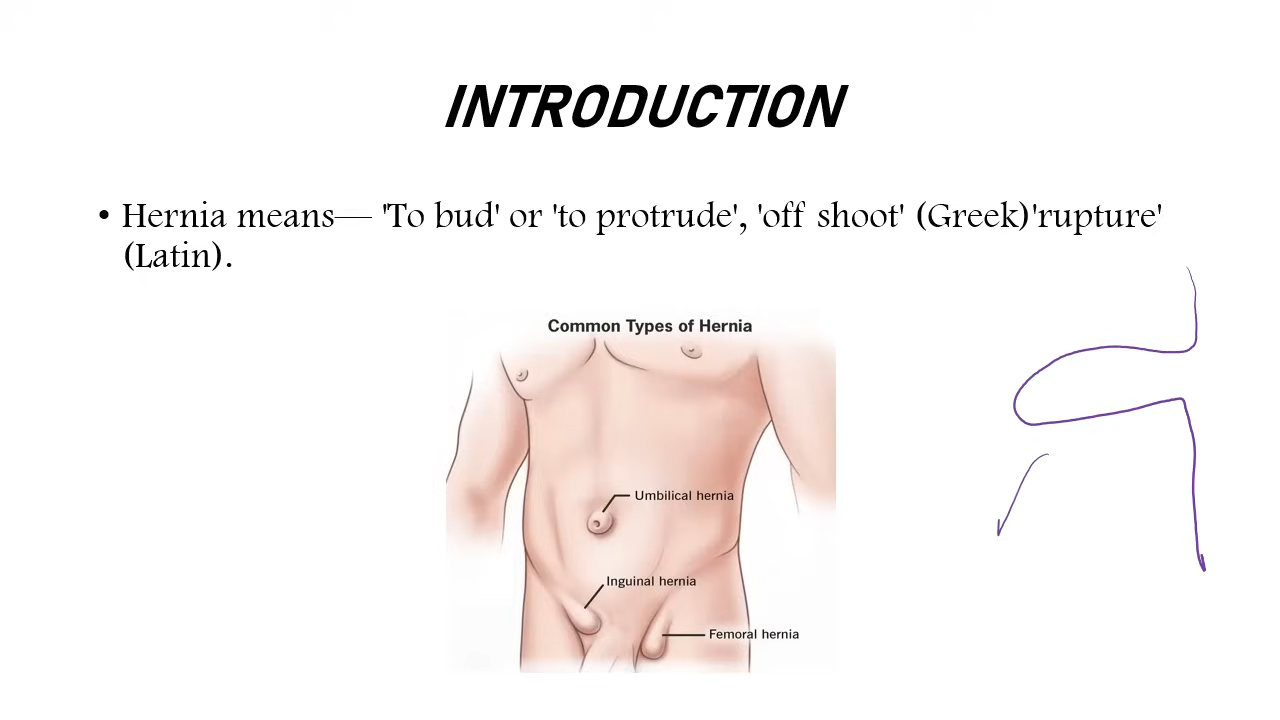 INTRODUCTION
• Hernia means— 'To bud' or 'to protrude', 'off shoot' (Greek)'rupture'
(Latin).
Common Types of Hernia
Umbilical hernia
Inguinal hernia
Femoral hernia